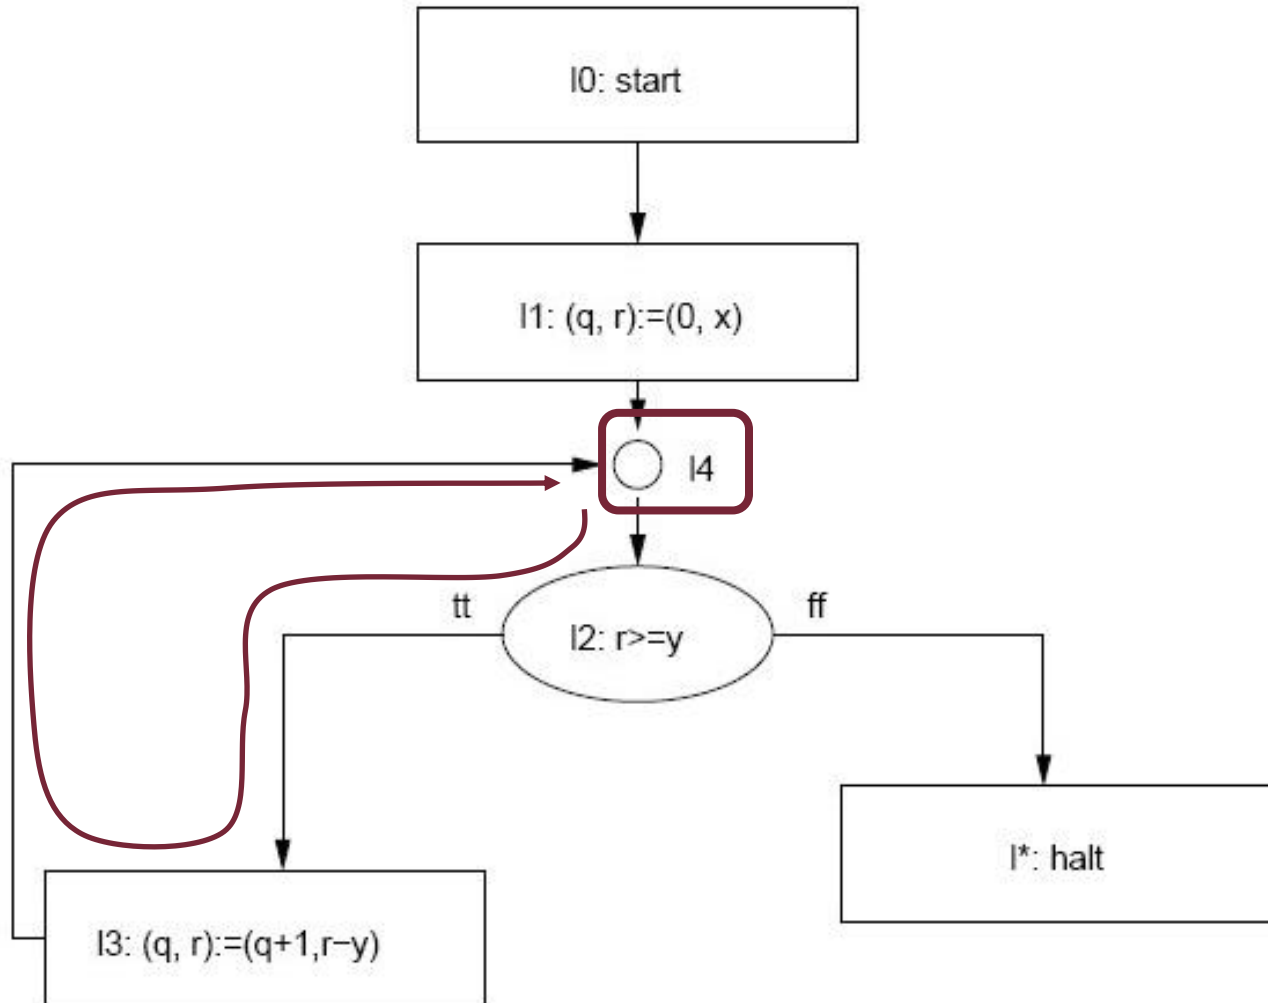 l0: start
l1: (q, r):=(0, x)
l4
tt
ff
l2: r>=y
l*: halt
l3: (q, r):=(q+1,r−y)